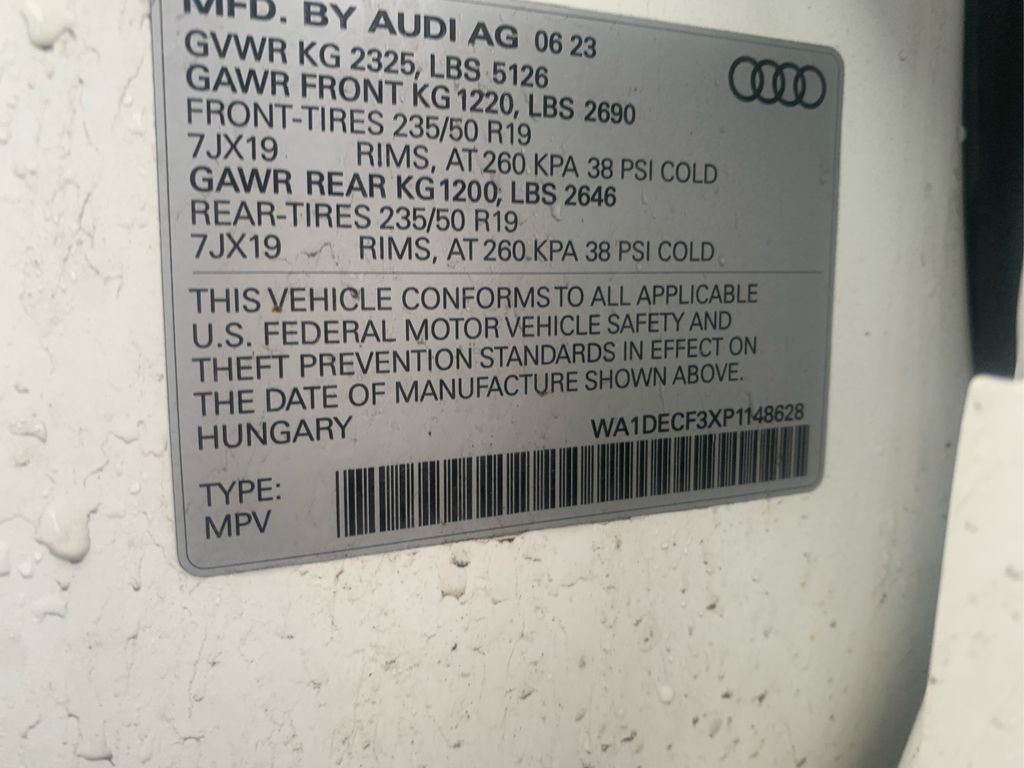 MFD. BY AUDI AG 06 23
GVWR KG 2325, LBS 5126
GAWR FRONT KG 1220, LBS 2690
FRONT-TIRES 235/50 R19
7JX19 RIMS, AT 260 KPA 38 PSI COLD
GAWR REAR KG 1200, LBS 2646
REAR-TIRES 235/50 R19
7JX19 RIMS, AT 260 KPA 38 PSI COLD
THIS VEHICLE CONFORMS TO ALL APPLICABLE
U.S. FEDERAL MOTOR VEHICLE SAFETY AND
THEFT PREVENTION STANDARDS IN EFFECT ON
THE DATE OF MANUFACTURE SHOWN ABOVE.
HUNGARY WA1DECF3XP1148628
TYPE:
MPV